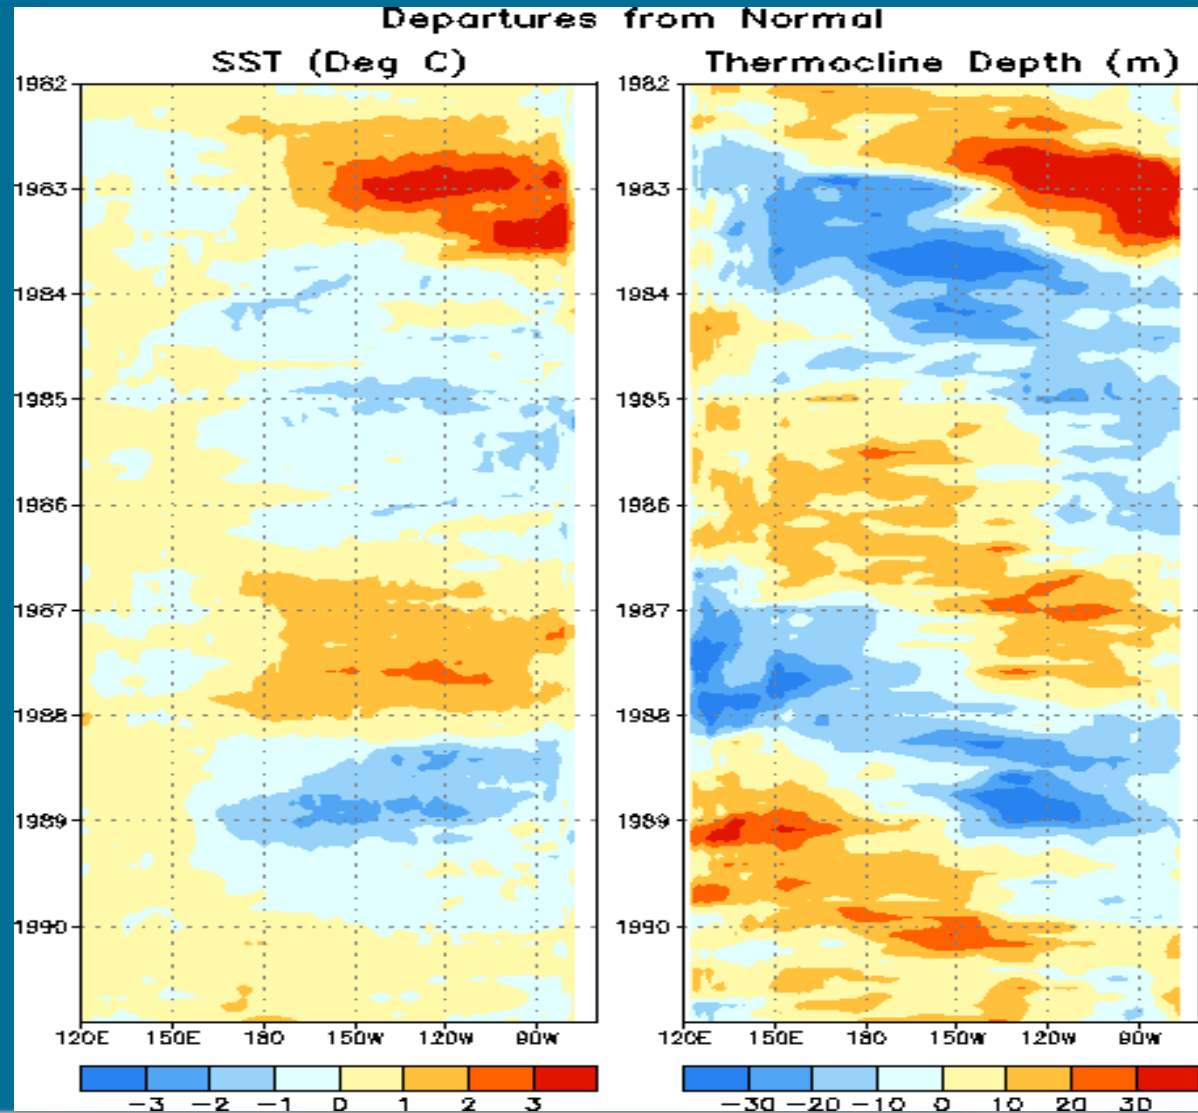 Departures from Normal
SST (Deg C)
Thermocline Depth (m)
1982
1983
1984
1985
1986
1987
1988
1989
1990
120E 150E 180 150W 120W 90W
-3 -2 -1 0 1 2 3
1982
1983
1984
1985
1986
1987
1988
1989
1990
120E 150E 180 150W 120W 90W
-30 -20 -10 0 10 20 30